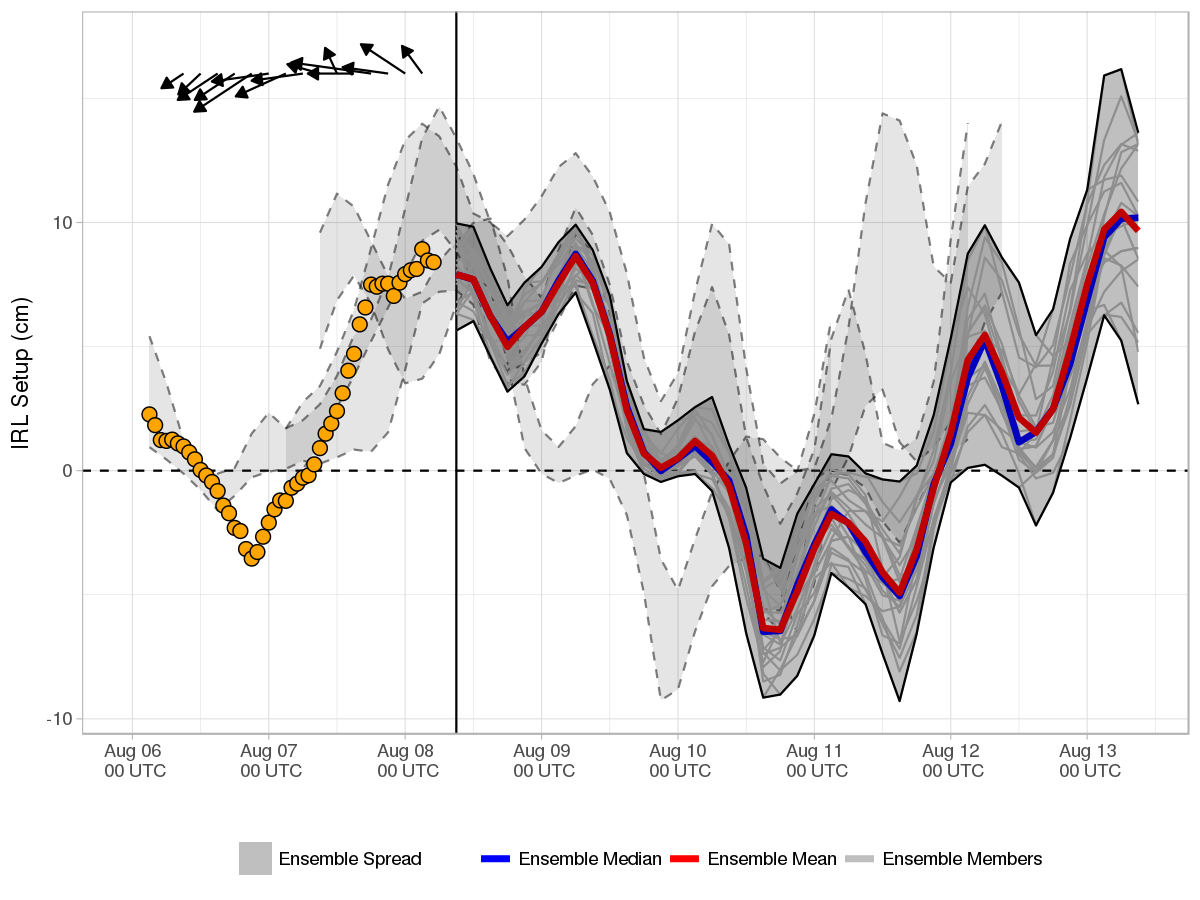 IRL Setup (cm)
10
0
-10
Aug 06
00 UTC
Aug 07
00 UTC
Aug 08
00 UTC
Aug 09
00 UTC
Aug 10
00 UTC
Aug 11
00 UTC
Aug 12
00 UTC
Aug 13
00 UTC
Ensemble Spread
Ensemble Median
Ensemble Mean
Ensemble Members